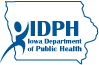 IDPH
Iowa Department
of Public Health